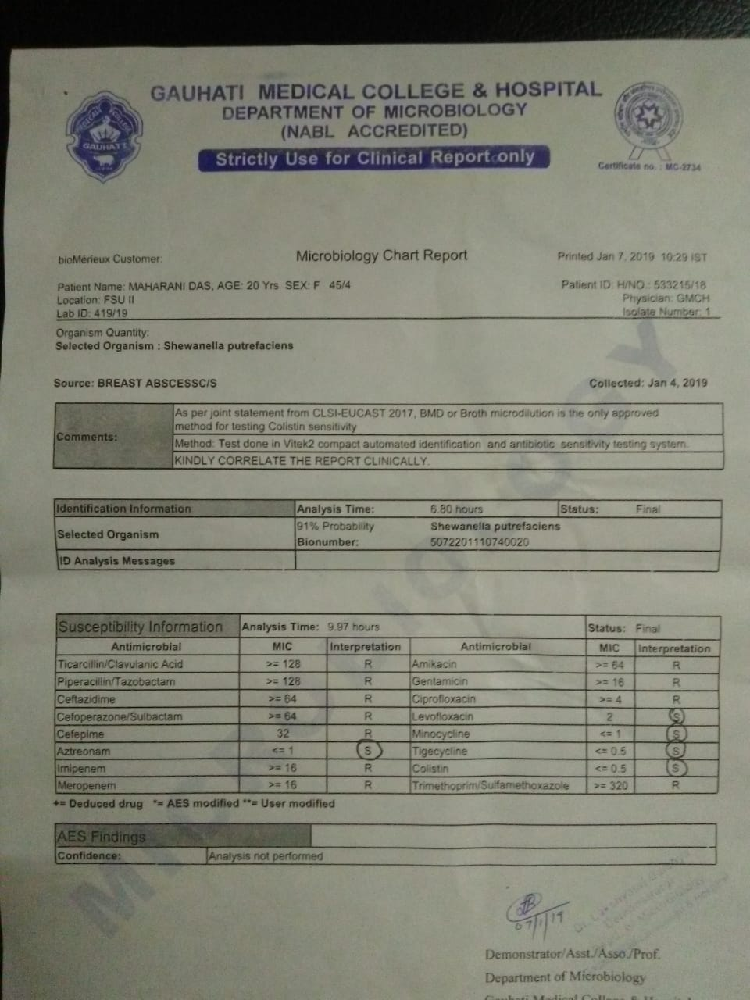 GAUHATI MEDICAL COLLEGE & HOSPITAL
DEPARTMENT OF MICROBIOLOGY
(NABL ACCREDITED)
Strictly Use for Clinical Report only
GAUHATI
Certificate no. : MC-2734
bioMérieux Customer: Microbiology Chart Report Printed Jan 7, 2019 10:29 IST
Patient Name: MAHARANI DAS, AGE: 20 Yrs SEX: F 45/4 Patient ID: H/NO.: 533215/18
Location: FSU II Physician: GMCH
Lab ID: 419/19 Isolate Number: 1
Organism Quantity:
Selected Organism : Shewanella putrefaciens
Source: BREAST ABSCESSC/S Collected: Jan 4, 2019
Comments: As per joint statement from CLSI-EUCAST 2017, BMD or Broth microdilution is the only approved
method for testing Colistin sensitivity
Method: Test done in Vitek2 compact automated identification and antibiotic sensitivity testing system.
KINDLY CORRELATE THE REPORT CLINICALLY.
Identification Information Analysis Time: 6.80 hours Status: Final
Selected Organism 91% Probability Shewanella putrefaciens
Bionumber: 5072201110740020
ID Analysis Messages
Susceptibility Information Analysis Time: 9.97 hours Status: Final
Antimicrobial MIC Interpretation Antimicrobial MIC Interpretation
Ticarcillin/Clavulanic Acid >= 128 R Amikacin >= 64 R
Piperacillin/Tazobactam >= 128 R Gentamicin >= 16 R
Ceftazidime >= 64 R Ciprofloxacin >= 4 R
Cefoperazone/Sulbactam >= 64 R Levofloxacin 2 S
Cefepime 32 R Minocycline <= 1 S
Aztreonam <= 1 S Tigecycline <= 0.5 S
Imipenem >= 16 R Colistin <= 0.5 S
Meropenem >= 16 R Trimethoprim/Sulfamethoxazole >= 320 R
+= Deduced drug *= AES modified **= User modified
AES Findings
Confidence: Analysis not performed
MICROBIOLOGY
07/1/19
Demonstrator/Asst./Asso./Prof.
Department of Microbiology
Gauhati Medical College &